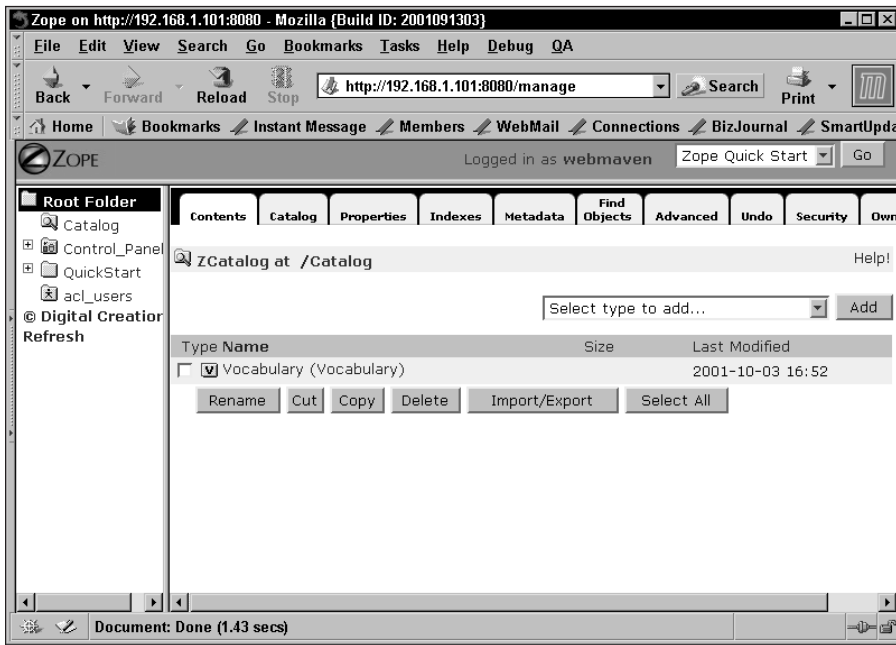 Zope on http://192.168.1.101:8080 - Mozilla {Build ID: 2001091303}
File Edit View Search Go Bookmarks Tasks Help Debug QA
Back Forward Reload Stop http://192.168.1.101:8080/manage Search Print
Home Bookmarks Instant Message Members WebMail Connections BizJournal SmartUpda
ZOPE Logged in as webmaven Zope Quick Start Go
Root Folder
Catalog
Control_Panel
QuickStart
acl_users
© Digital Creation
Refresh
Contents Catalog Properties Indexes Metadata Find Objects Advanced Undo Security Own
ZCatalog at /Catalog Help!
Select type to add... Add
Type Name Size Last Modified
Vocabulary (Vocabulary) 2001-10-03 16:52
Rename Cut Copy Delete Import/Export Select All
Document: Done (1.43 secs)